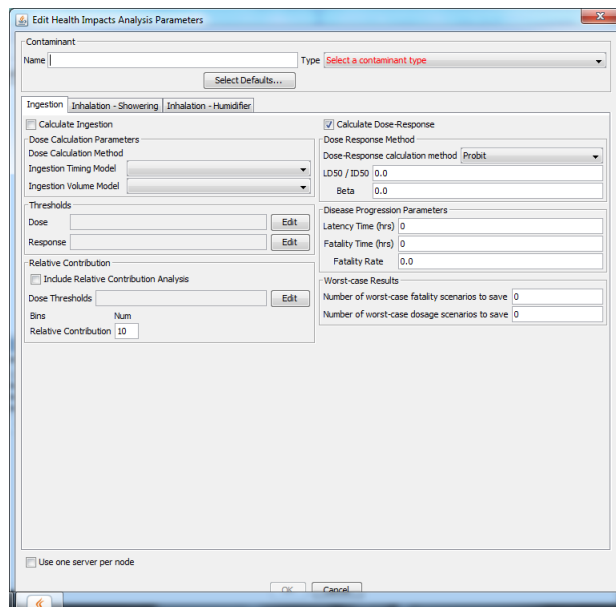 Edit Health Impacts Analysis Parameters
Contaminant
Name Type Select a contaminant type
Select Defaults...
Ingestion Inhalation - Showering Inhalation - Humidifier
Calculate Ingestion
Dose Calculation Parameters
Dose Calculation Method
Ingestion Timing Model
Ingestion Volume Model
Thresholds
Dose Edit
Response Edit
Relative Contribution
Include Relative Contribution Analysis
Dose Thresholds Edit
Bins Num
Relative Contribution 10
Calculate Dose-Response
Dose Response Method
Dose-Response calculation method Probit
LD50 / ID50 0.0
Beta 0.0
Disease Progression Parameters
Latency Time (hrs) 0
Fatality Time (hrs) 0
Fatality Rate 0.0
Worst-case Results
Number of worst-case fatality scenarios to save 0
Number of worst-case dosage scenarios to save 0
Use one server per node
OK Cancel